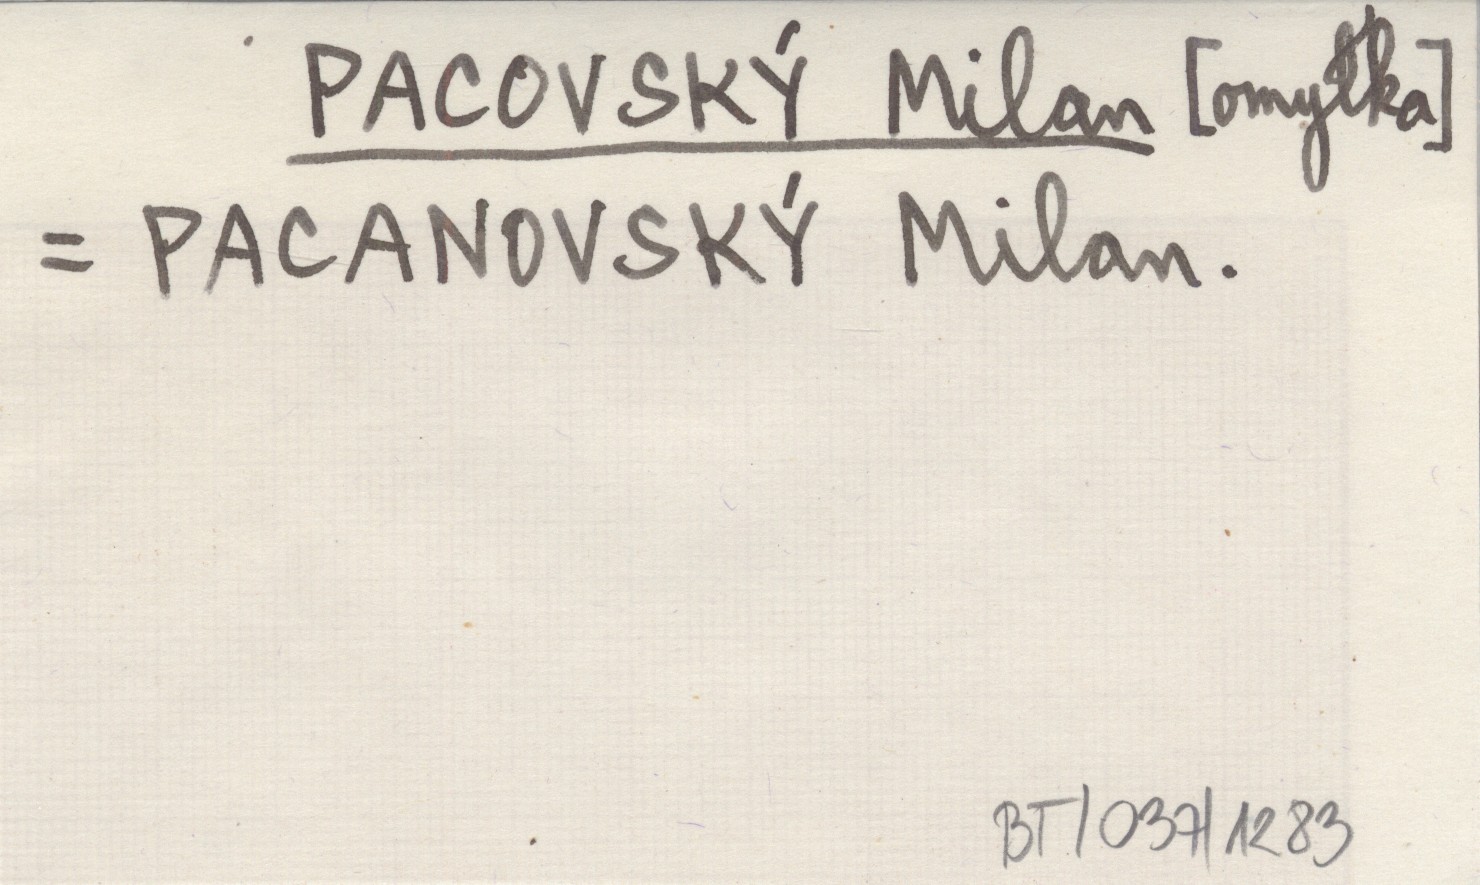 PACOVSKÝ Milan [omylka]
= PACANOVSKÝ Milan.
BT/037/1283